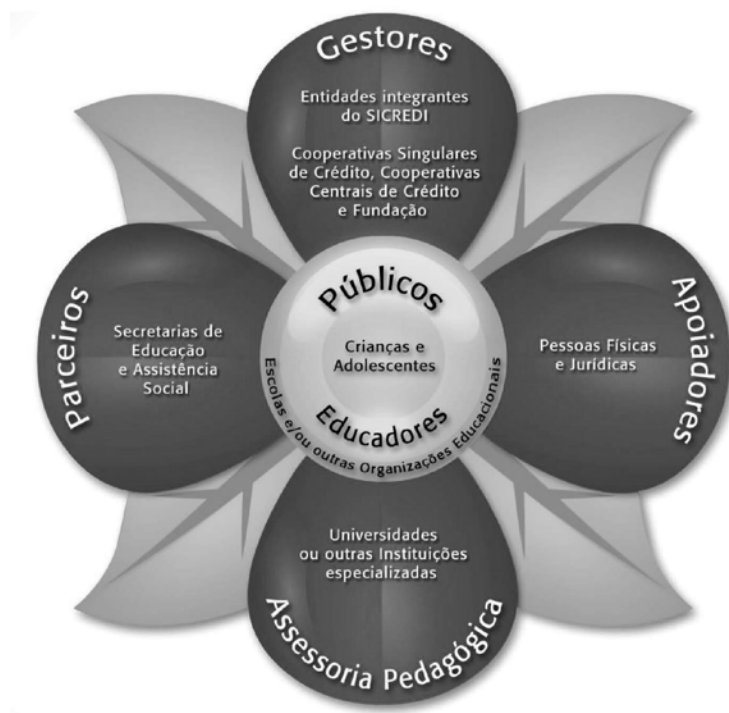 Gestores
Entidades integrantes
do SICREDI
Cooperativas Singulares
de Crédito, Cooperativas
Centrais de Crédito
e Fundação
Parceiros
Secretarias de
Educação
e Assistência
Social
Públicos
Crianças e
Adolescentes
Educadores
Escolas e/ou outras Organizações Educacionais
Apoiadores
Pessoas Físicas
e Jurídicas
Universidades
ou outras Instituições
especializadas
Assessoria Pedagógica